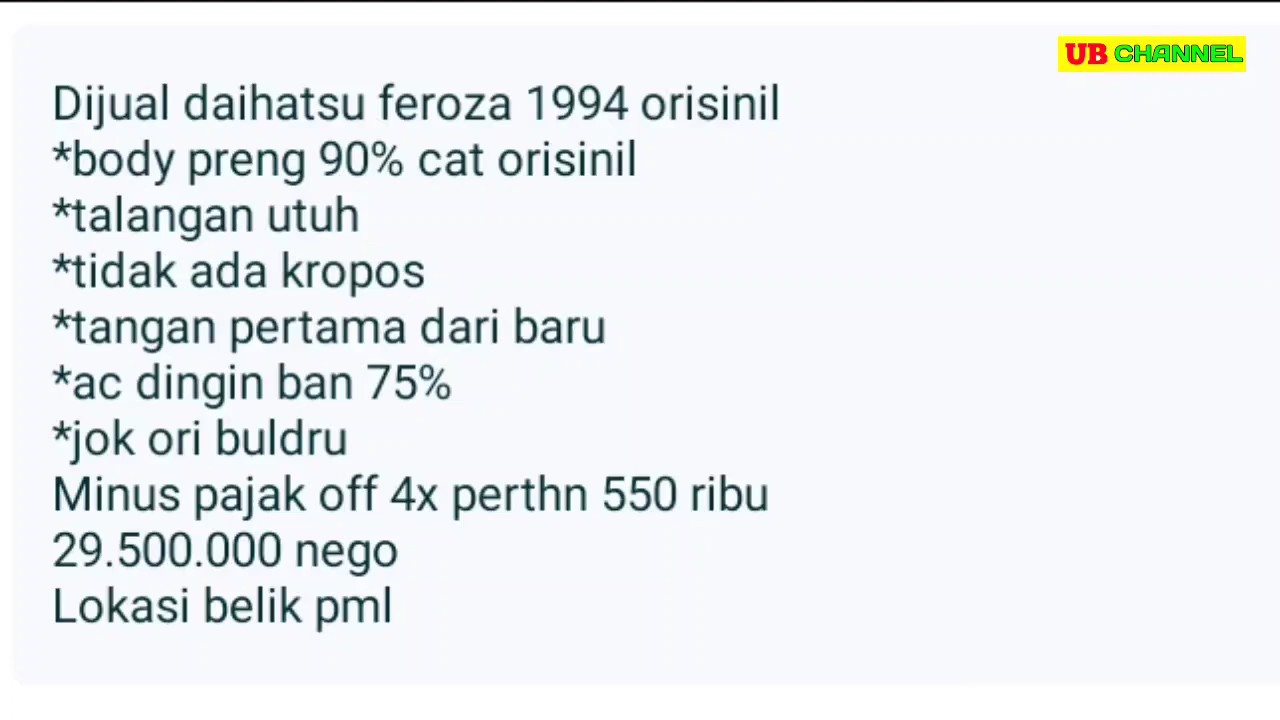 UB CHANNEL
Dijual daihatsu feroza 1994 orisinil
*body preng 90% cat orisinil
*talangan utuh
*tidak ada kropos
*tangan pertama dari baru
*ac dingin ban 75%
*jok ori buldru
Minus pajak off 4x perthn 550 ribu
29.500.000 nego
Lokasi belik pml